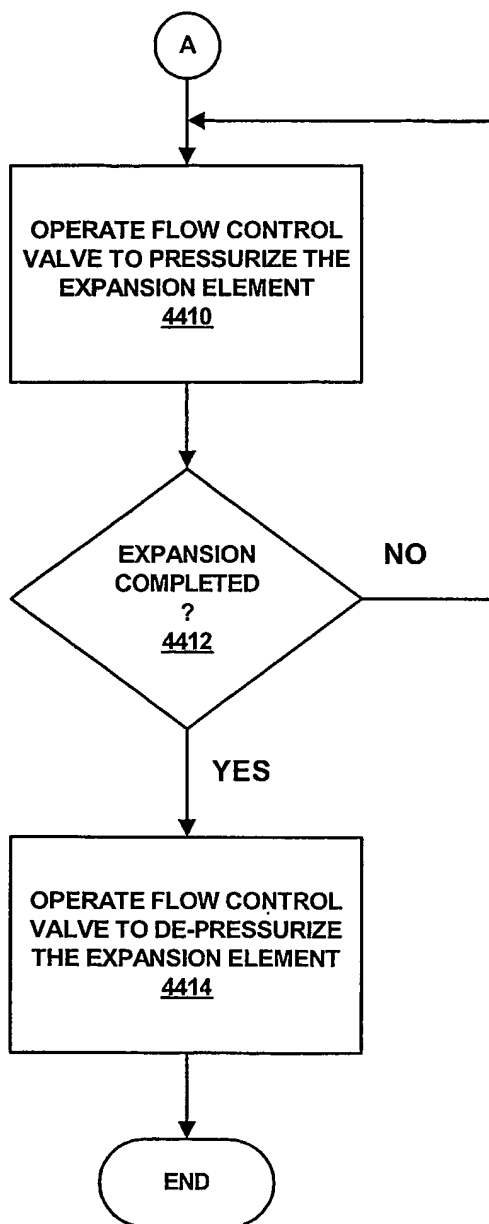 A
OPERATE FLOW CONTROL
VALVE TO PRESSURIZE THE
EXPANSION ELEMENT
4410
EXPANSION
COMPLETED
?
4412
NO
YES
OPERATE FLOW CONTROL
VALVE TO DE-PRESSURIZE
THE EXPANSION ELEMENT
4414
END